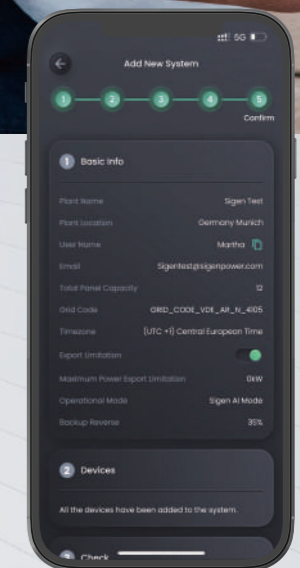 5G
Add New System
1 2 3 4 5
Confirm
1 Basic Info
Plant Name Sigen Test
Plant Location Germany Munich
User Name Martha
Email Sigentest@sigenpower.com
Total Panel Capacity 12
Grid Code GRID_CODE_VDE_AR_N_4105
Timezone (UTC +1) Central European Time
Export Limitation
Maximum Power Export Limitation 0kW
Operational Mode Sigen AI Mode
Backup Reverse 35%
2 Devices
All the devices have been added to the system.
3 Check